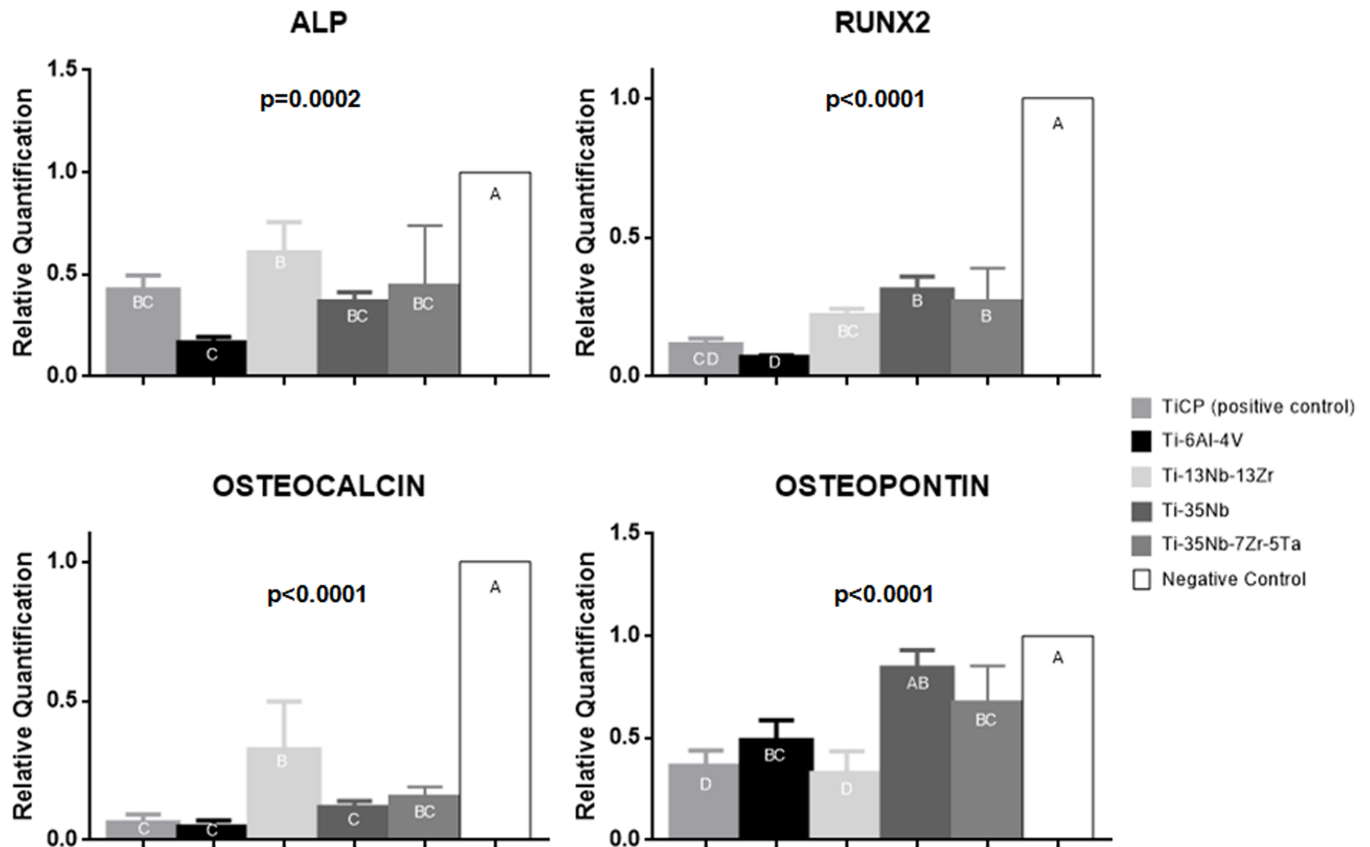 ALP
1.5
1.0
0.5
0.0
Relative Quantification
p=0.0002
BC
C
B
BC
BC
A
RUNX2
1.0
0.5
0.0
Relative Quantification
p<0.0001
CD
D
BC
B
B
A
OSTEOCALCIN
1.0
0.5
0.0
Relative Quantification
p<0.0001
C
C
B
C
BC
A
OSTEOPONTIN
1.5
1.0
0.5
0.0
Relative Quantification
p<0.0001
D
BC
D
AB
BC
A
TiCP (positive control)
Ti-6Al-4V
Ti-13Nb-13Zr
Ti-35Nb
Ti-35Nb-7Zr-5Ta
Negative Control